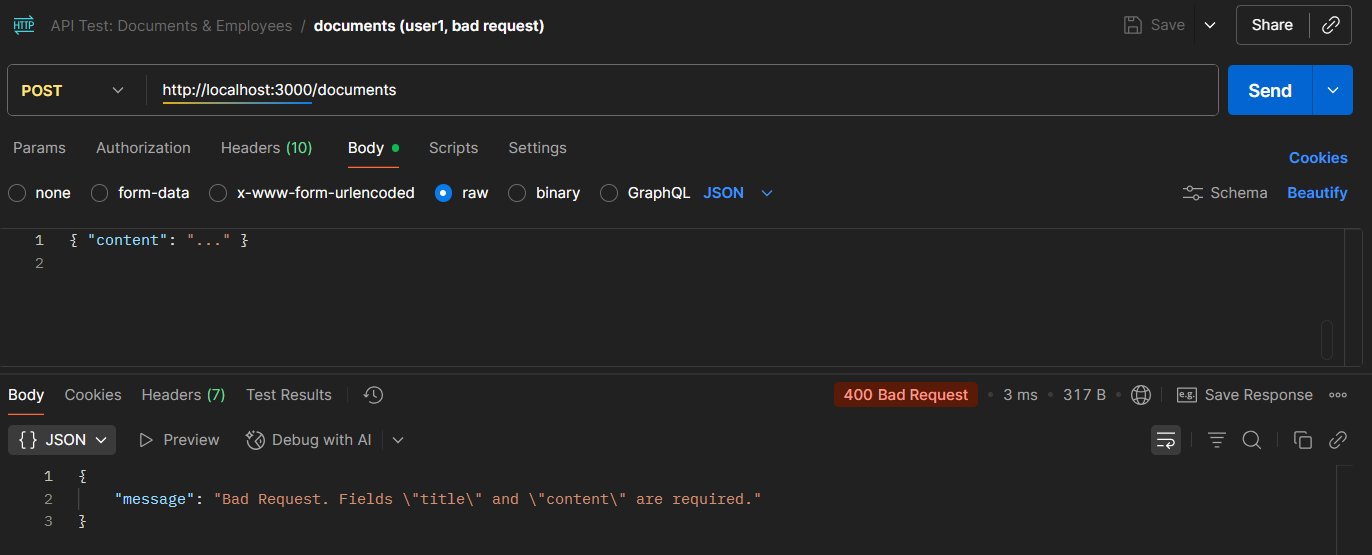 HTTP API Test: Documents & Employees / documents (user1, bad request) Save Share
POST http://localhost:3000/documents Send
Params Authorization Headers (10) Body Scripts Settings Cookies
none form-data x-www-form-urlencoded raw binary GraphQL JSON Schema Beautify
1 { "content": "..." }
2
Body Cookies Headers (7) Test Results 400 Bad Request • 3 ms • 317 B • e.g. Save Response
{} JSON Preview Debug with AI
1 {
2 "message": "Bad Request. Fields \"title\" and \"content\" are required."
3 }